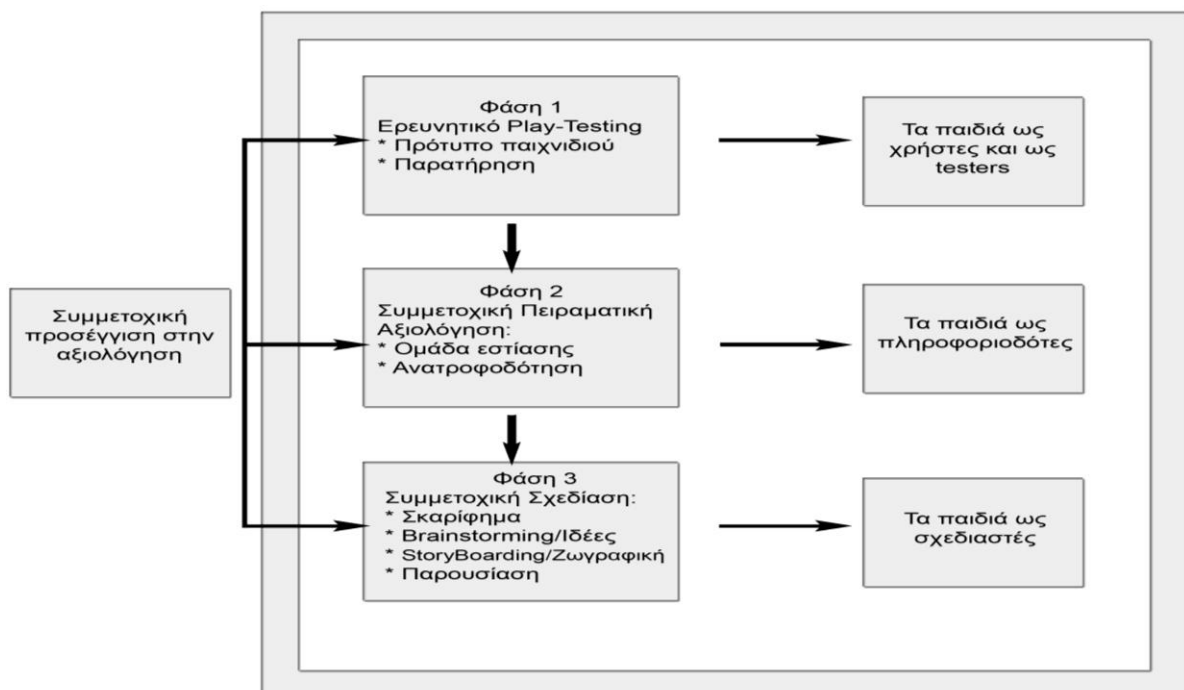 Συμμετοχική
προσέγγιση στην
αξιολόγηση
Φάση 1
Ερευνητικό Play-Testing
* Πρότυπο παιχνιδιού
* Παρατήρηση
Τα παιδιά ως
χρήστες και ως
testers
Φάση 2
Συμμετοχική Πειραματική
Αξιολόγηση:
* Ομάδα εστίασης
* Ανατροφοδότηση
Τα παιδιά ως
πληροφοριοδότες
Φάση 3
Συμμετοχική Σχεδίαση:
* Σκαρίφημα
* Brainstorming/Ιδέες
* StoryBoarding/Ζωγραφική
* Παρουσίαση
Τα παιδιά ως
σχεδιαστές